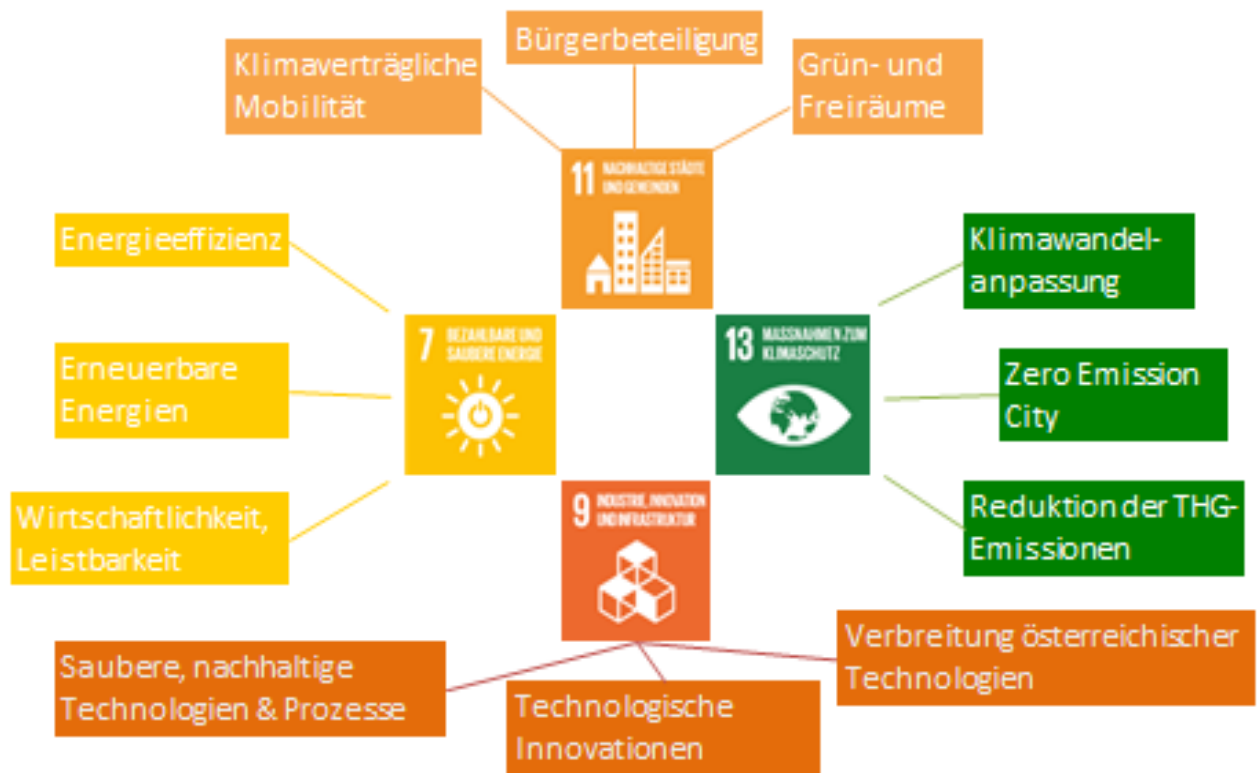 Bürgerbeteiligung
Klimaverträgliche
Mobilität
Grün- und
Freiräume
11 NACHHALTIGE STÄDTE
UND GEMEINDEN
Energieeffizienz
Klimawandel-
anpassung
7 BEZAHLBARE UND
SAUBERE ENERGIE
13 MASSNAHMEN ZUM
KLIMASCHUTZ
Erneuerbare
Energien
Zero Emission
City
Wirtschaftlichkeit,
Leistbarkeit
9 INDUSTRIE, INNOVATION
UND INFRASTRUKTUR
Reduktion der THG-
Emissionen
Saubere, nachhaltige
Technologien & Prozesse
Technologische
Innovationen
Verbreitung österreichischer
Technologien